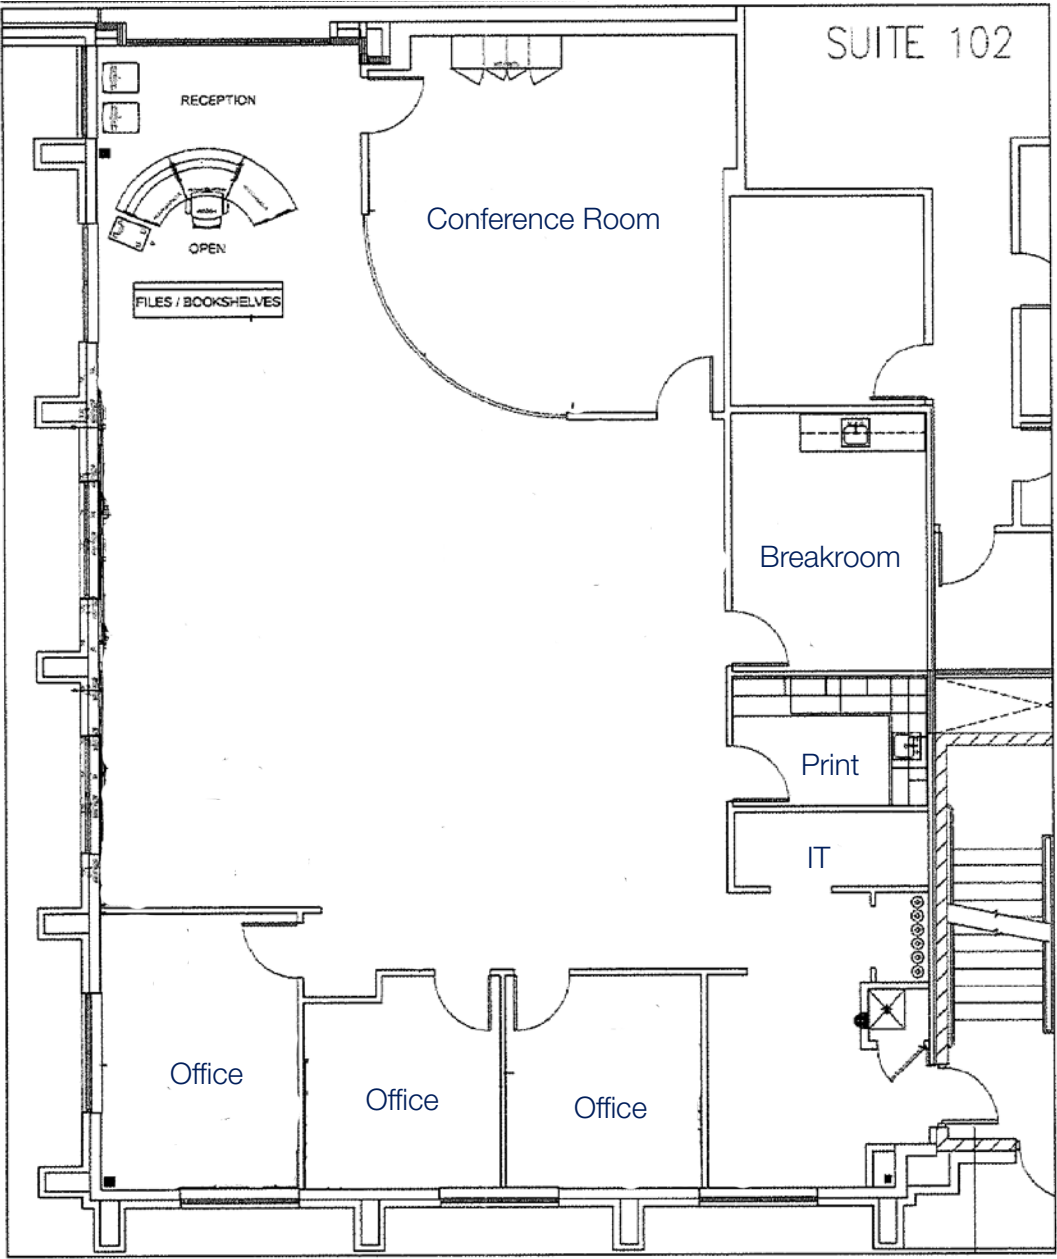 SUITE 102
RECEPTION
Conference Room
OPEN
FILES / BOOKSHELVES
Breakroom
Print
IT
Office
Office
Office